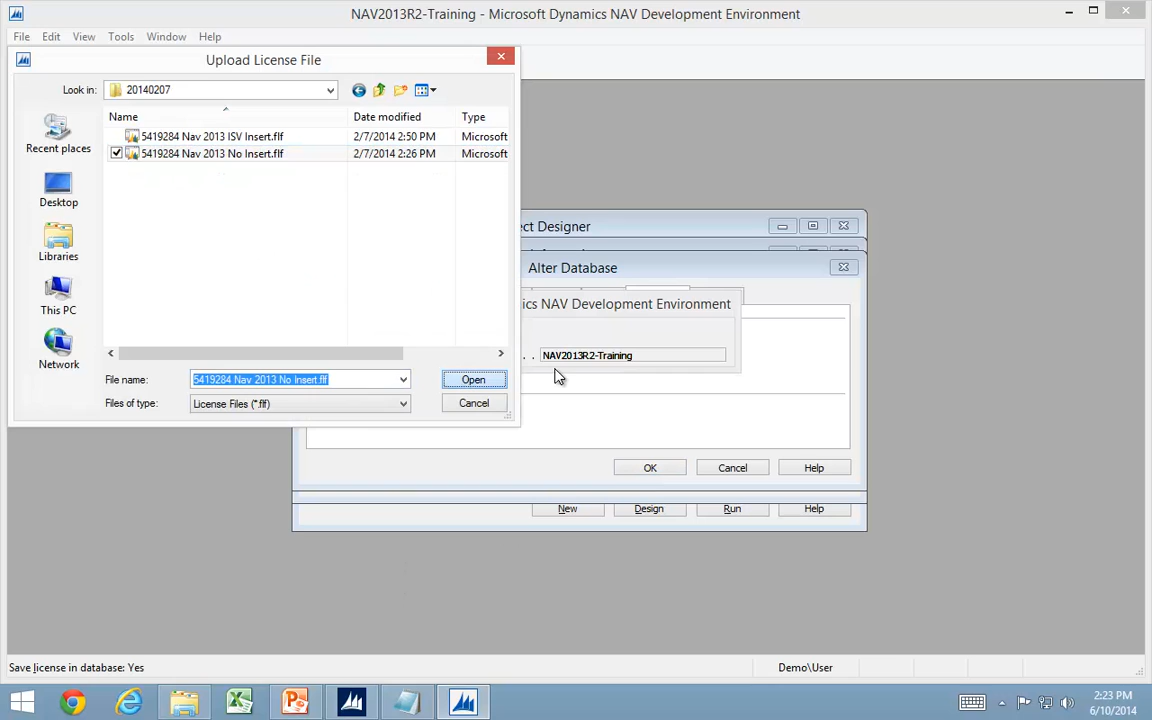 NAV2013R2-Training - Microsoft Dynamics NAV Development Environment
File Edit View Tools Window Help
Upload License File
Look in: 20140207
Name Date modified Type
5419284 Nav 2013 ISV Insert.flf 2/7/2014 2:50 PM Microsoft
5419284 Nav 2013 No Insert.flf 2/7/2014 2:26 PM Microsoft
Recent places
Desktop
Libraries
This PC
Network
File name: 5419284 Nav 2013 No Insert.flf Open
Files of type: License Files (*.flf) Cancel
ect Designer
Alter Database
ics NAV Development Environment
. . NAV2013R2-Training
OK Cancel Help
New Design Run Help
Save license in database: Yes Demo\User
2:23 PM
6/10/2014